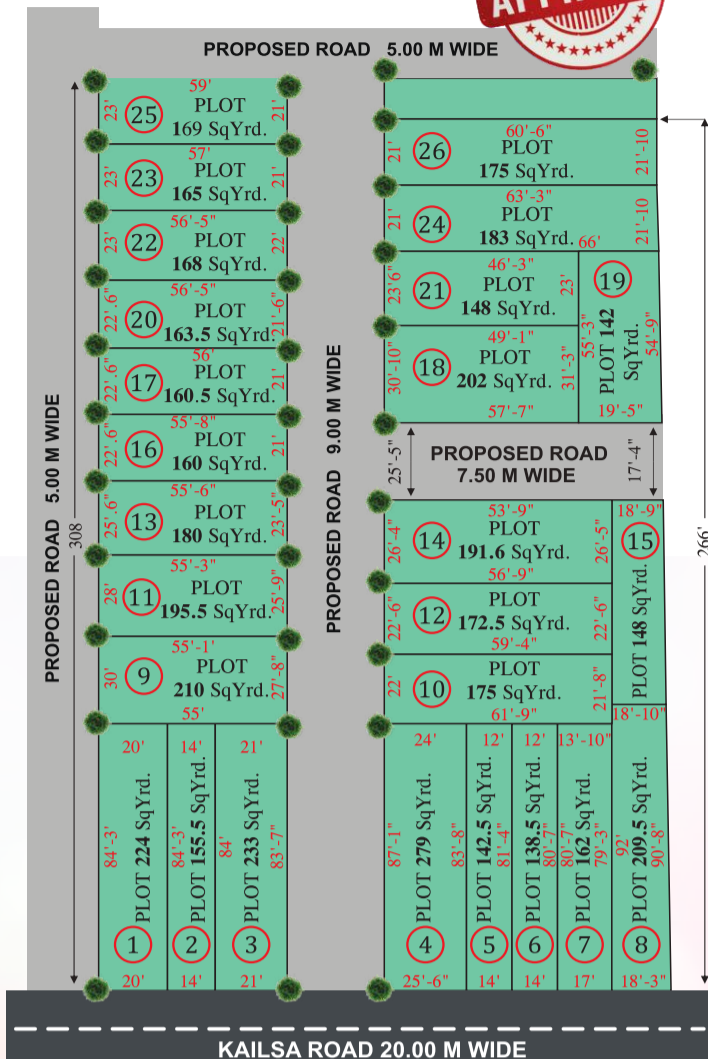 PROPOSED ROAD 5.00 M WIDE
59'
23'
25
PLOT
169 SqYrd.
21'
57'
23'
23
PLOT
165 SqYrd.
21'
56'-5"
23'
22
PLOT
168 SqYrd.
22'
56'-5"
22'.6"
20
PLOT
163.5 SqYrd.
21'-6"
56'
22'.6"
17
PLOT
160.5 SqYrd.
21'
55'-8"
22'.6"
16
PLOT
160 SqYrd.
21'
55'-6"
25'.6"
13
PLOT
180 SqYrd.
23'-5"
55'-3"
28'
11
PLOT
195.5 SqYrd.
25'-9"
55'-1'
30'
9
PLOT
210 SqYrd.
27'-8"
55'
20'
84'-3"
PLOT 224 SqYrd.
1
20'
14'
84'-3"
PLOT 155.5 SqYrd.
2
14'
21'
84'
PLOT 233 SqYrd.
83'-7"
3
21'
PROPOSED ROAD 5.00 M WIDE
308
PROPOSED ROAD 9.00 M WIDE
60'-6"
21'
26
PLOT
175 SqYrd.
21'-10
63'-3"
21'
24
PLOT
183 SqYrd.
21'-10
66'
46'-3"
23'6"
21
PLOT
148 SqYrd.
23'
49'-1"
30'-10"
18
PLOT
202 SqYrd.
31'-3"
57'-7"
19
55'-3"
PLOT 142
SqYrd.
54'-9"
19'-5"
25'-5"
PROPOSED ROAD
7.50 M WIDE
17'-4"
53'-9"
26'-4"
14
PLOT
191.6 SqYrd.
26'-5"
56'-9"
22'-6"
12
PLOT
172.5 SqYrd.
22'-6"
59'-4"
22'
10
PLOT
175 SqYrd.
21'-8"
61'-9"
18'-9"
15
PLOT 148 SqYrd.
18'-10"
24'
87'-1"
PLOT 279 SqYrd.
83'-8"
4
25'-6"
12'
PLOT 142.5 SqYrd.
81'-4"
5
14'
12'
PLOT 138.5 SqYrd.
80'-7"
6
14'
13'-10"
80'-7"
PLOT 162 SqYrd.
79'-3"
7
17'
92'
PLOT 209.5 SqYrd.
90'-8"
8
18'-3"
266'
KAILSA ROAD 20.00 M WIDE